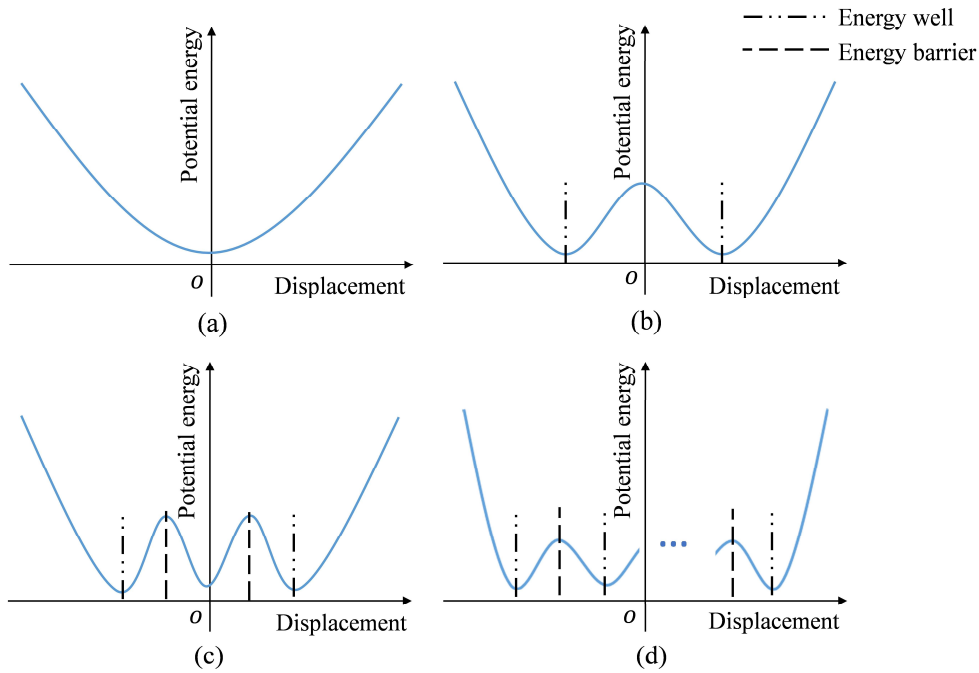 Energy well
Energy barrier
Potential energy
o
Displacement
(a)
Potential energy
o
Displacement
(b)
Potential energy
o
Displacement
(c)
Potential energy
o
Displacement
(d)